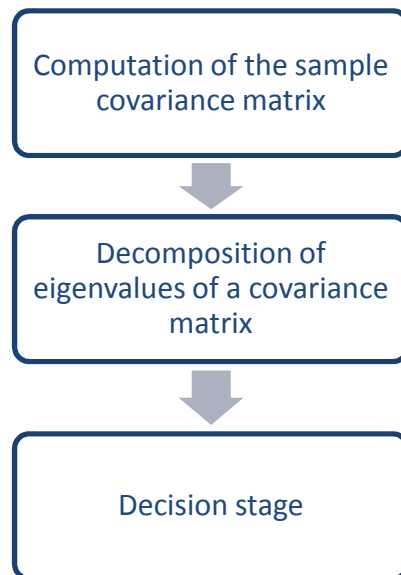 Computation of the sample
covariance matrix
Decomposition of
eigenvalues of a covariance
matrix
Decision stage